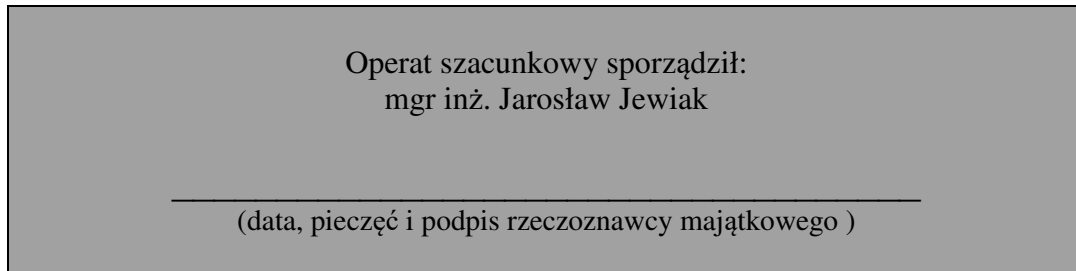 Operat szacunkowy sporządził:
mgr inż. Jarosław Jewiak
(data, pieczęć i podpis rzeczoznawcy majątkowego )